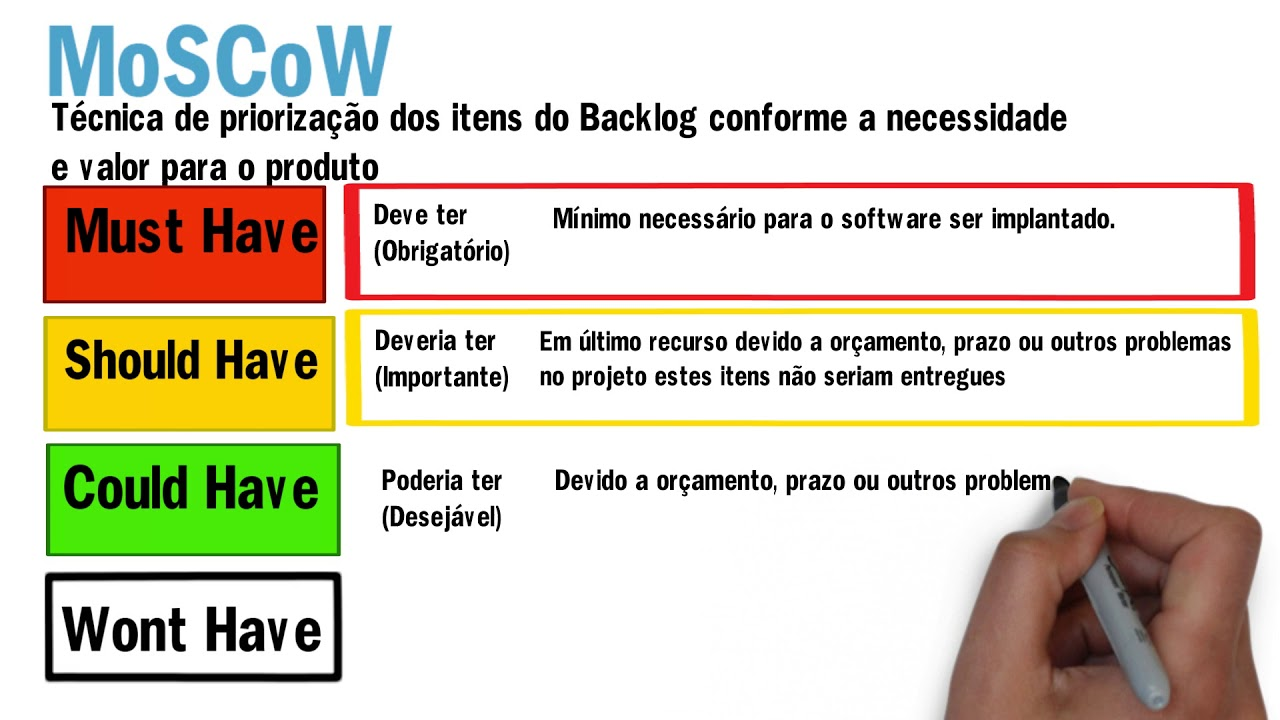 MoSCoW
Técnica de priorização dos itens do Backlog conforme a necessidade
e valor para o produto
Must Have
Deve ter
(Obrigatório)
Mínimo necessário para o software ser implantado.
Should Have
Deveria ter
(Importante)
Em último recurso devido a orçamento, prazo ou outros problemas
no projeto estes itens não seriam entregues
Could Have
Poderia ter
(Desejável)
Devido a orçamento, prazo ou outros problem
Wont Have